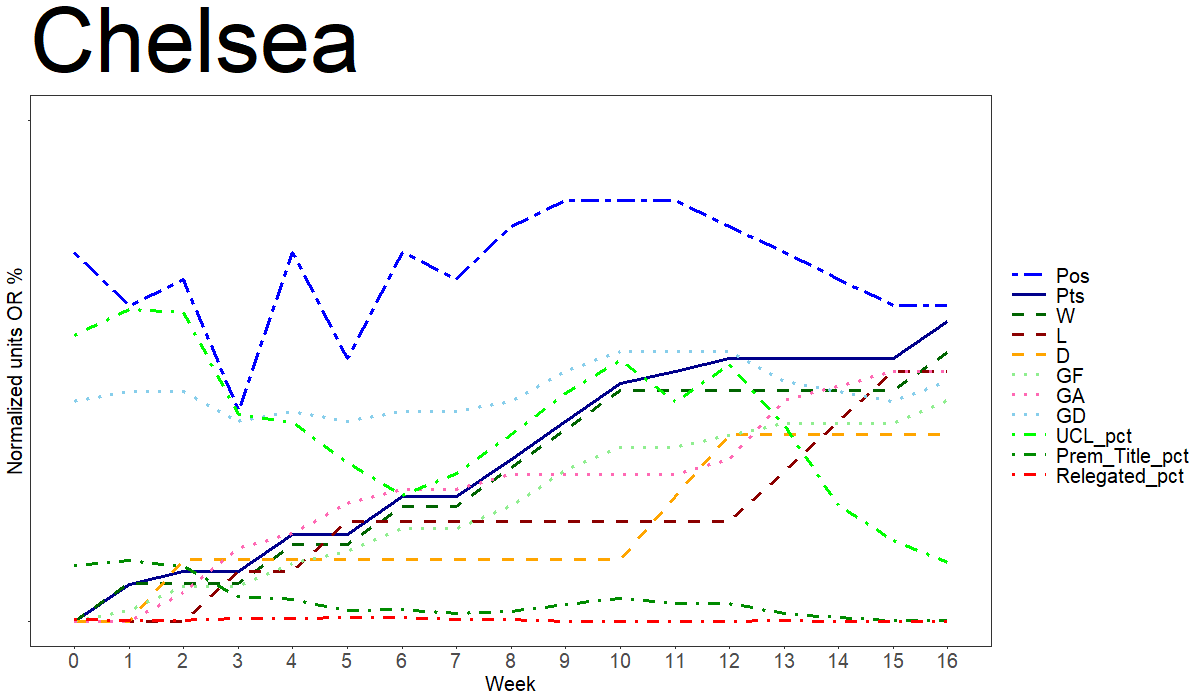 Chelsea
Normalized units OR %
0 1 2 3 4 5 6 7 8 9 10 11 12 13 14 15 16
Week
Pos
Pts
W
L
D
GF
GA
GD
UCL_pct
Prem_Title_pct
Relegated_pct